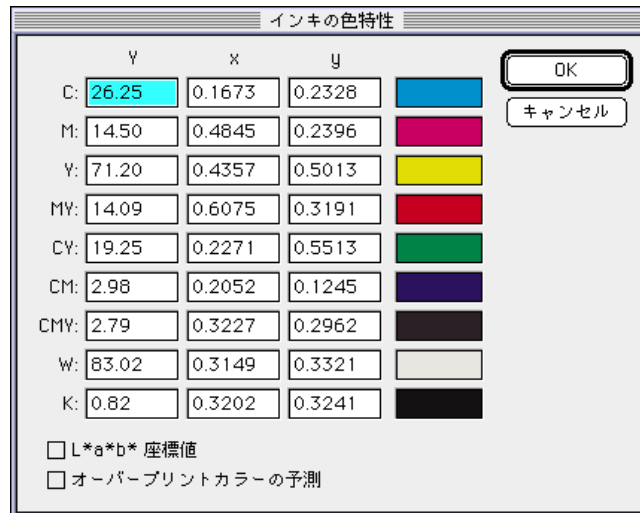 インキの色特性
Y x y
C: 26.25 0.1673 0.2328
M: 14.50 0.4845 0.2396
Y: 71.20 0.4357 0.5013
MY: 14.09 0.6075 0.3191
CY: 19.25 0.2271 0.5513
CM: 2.98 0.2052 0.1245
CMY: 2.79 0.3227 0.2962
W: 83.02 0.3149 0.3321
K: 0.82 0.3202 0.3241
OK
キャンセル
L*a*b* 座標値
オーバープリントカラーの予測